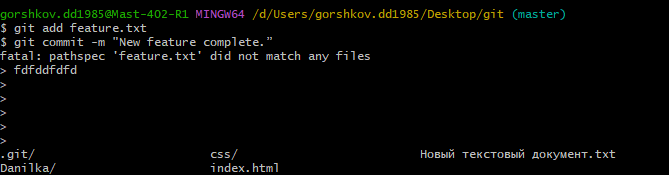 gorshkov.dd1985@Mast-402-R1 MINGW64 /d/Users/gorshkov.dd1985/Desktop/git (master)
$ git add feature.txt
$ git commit -m "New feature complete.”
fatal: pathspec 'feature.txt' did not match any files
> fdfddfdfd
>
>
>
>
>
.git/ css/ Новый текстовый документ.txt
Danilka/ index.html